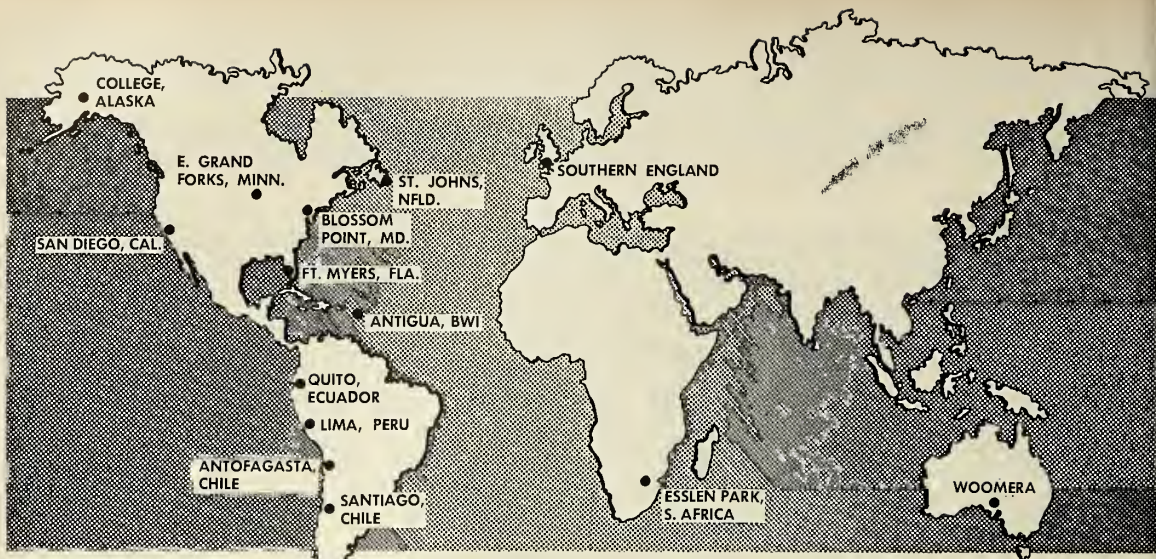 COLLEGE,
ALASKA
E. GRAND
FORKS, MINN.
ST. JOHNS,
NFLD.
SOUTHERN ENGLAND
BLOSSOM
POINT, MD.
SAN DIEGO, CAL.
FT. MYERS, FLA.
ANTIGUA, BWI
QUITO,
ECUADOR
LIMA, PERU
ANTOFAGASTA,
CHILE
SANTIAGO,
CHILE
ESSLEN PARK,
S. AFRICA
WOOMERA